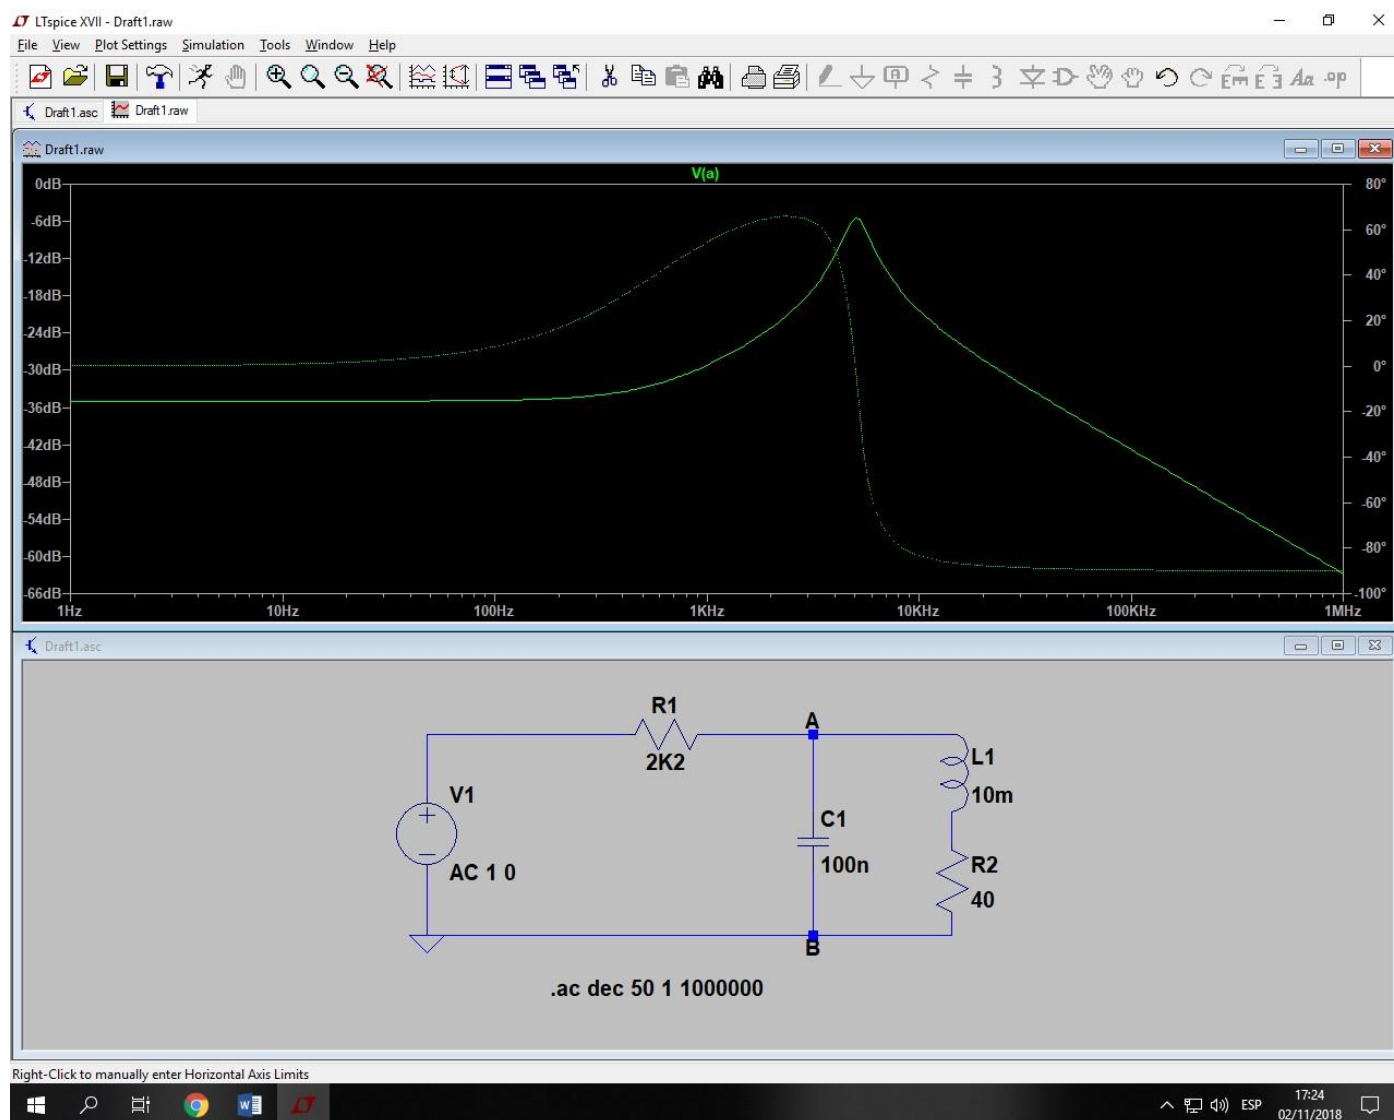 LTspice XVII - Draft1.raw
File View Plot Settings Simulation Tools Window Help
Aa .op
Draft1.asc Draft1.raw
Draft1.raw
V(a)
0dB 80°
-6dB 60°
-12dB 40°
-18dB
-24dB 20°
-30dB 0°
-36dB -20°
-42dB -40°
-48dB -60°
-54dB
-60dB -80°
-66dB -100°
1Hz 10Hz 100Hz 1KHz 10KHz 100KHz 1MHz
Draft1.asc
R1
2K2
A
L1
10m
V1
AC 1 0
C1
100n
R2
40
B
.ac dec 50 1 1000000
Right-Click to manually enter Horizontal Axis Limits
ESP
17:24
02/11/2018